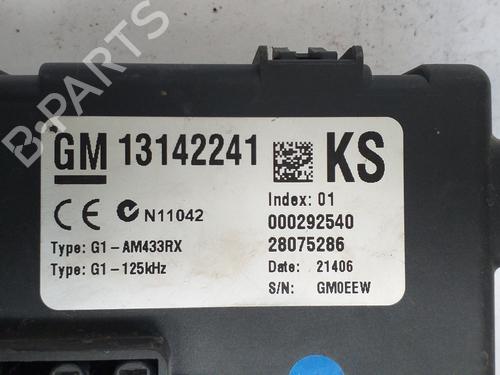 B-PARTS
GM 13142241 KS
Index: 01
CE N11042 000292540
Type: G1-AM433RX 28075286
Type: G1-125kHz Date: 21406
S/N: GM0EEW